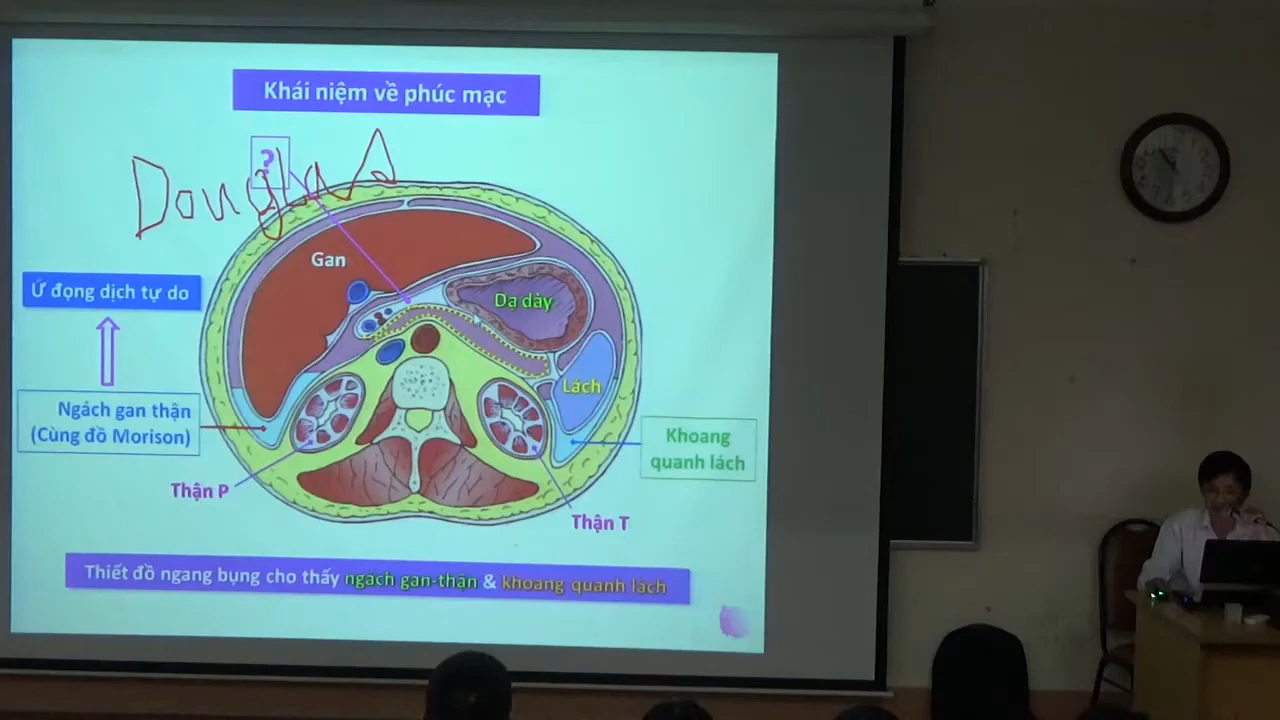 Khái niệm về phúc mạc
?
Douglas
Gan
Ứ đọng dịch tự do
Dạ dày
Lách
Ngách gan thận
(Cùng đồ Morison)
Khoang
quanh lách
Thận P
Thận T
Thiết đồ ngang bụng cho thấy ngách gan-thận & khoang quanh lách